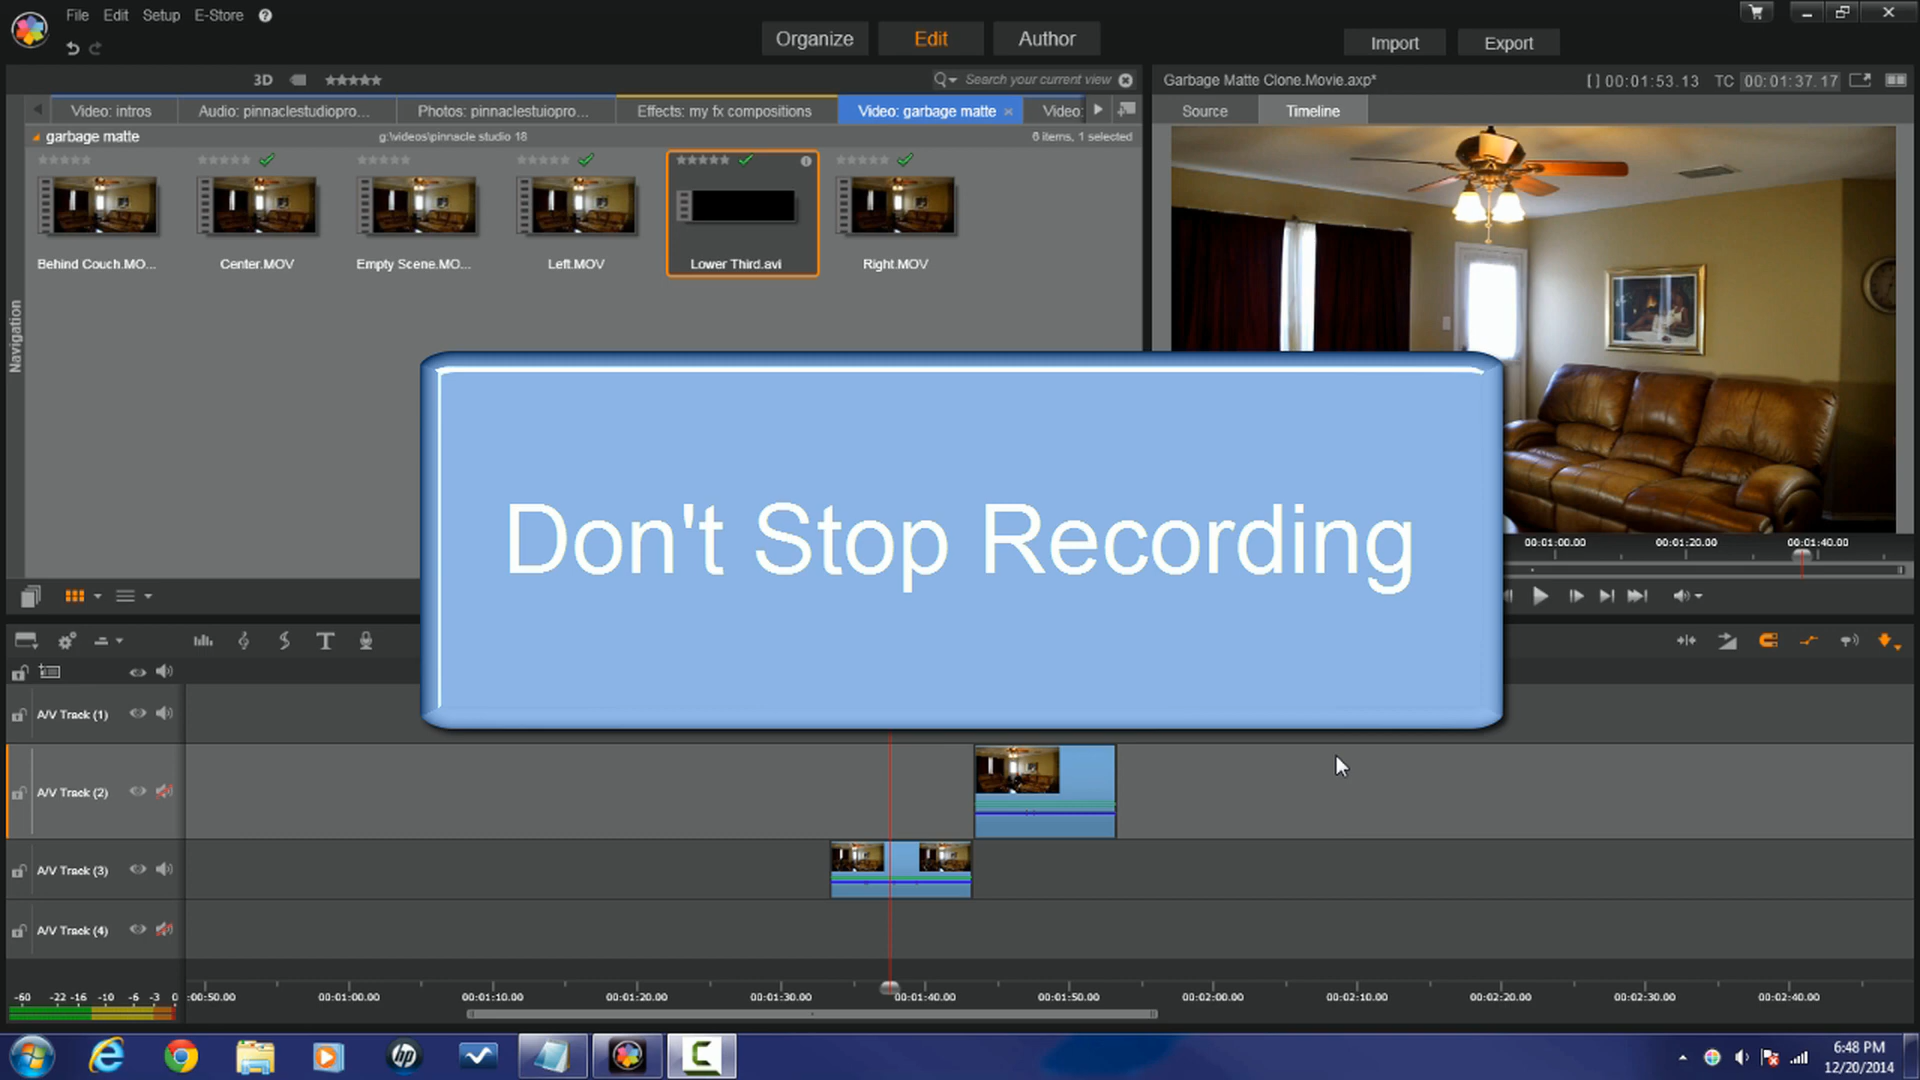 File Edit Setup E-Store ?
Organize Edit Author Import Export
3D Search your current view
Garbage Matte Clone.Movie.axp* [ ] 00:01:53.13 TC 00:01:37.17
Video: intros Audio: pinnaclestudiopro... Photos: pinnaclestuiopro... Effects: my fx compositions Video: garbage matte × Video:
Source Timeline
garbage matte g:\videos\pinnacle studio 18 6 items, 1 selected
Behind Couch.MO... Center.MOV Empty Scene.MO... Left.MOV Lower Third.avi Right.MOV
Navigation
Don't Stop Recording
00:01:00.00 00:01:20.00 00:01:40.00
A/V Track (1)
A/V Track (2)
A/V Track (3)
A/V Track (4)
-60 -22 -16 -10 -6 -3 0
:00:50.00 00:01:00.00 00:01:10.00 00:01:20.00 00:01:30.00 00:01:40.00 00:01:50.00 00:02:00.00 00:02:10.00 00:02:20.00 00:02:30.00 00:02:40.00
hp
6:48 PM
12/20/2014